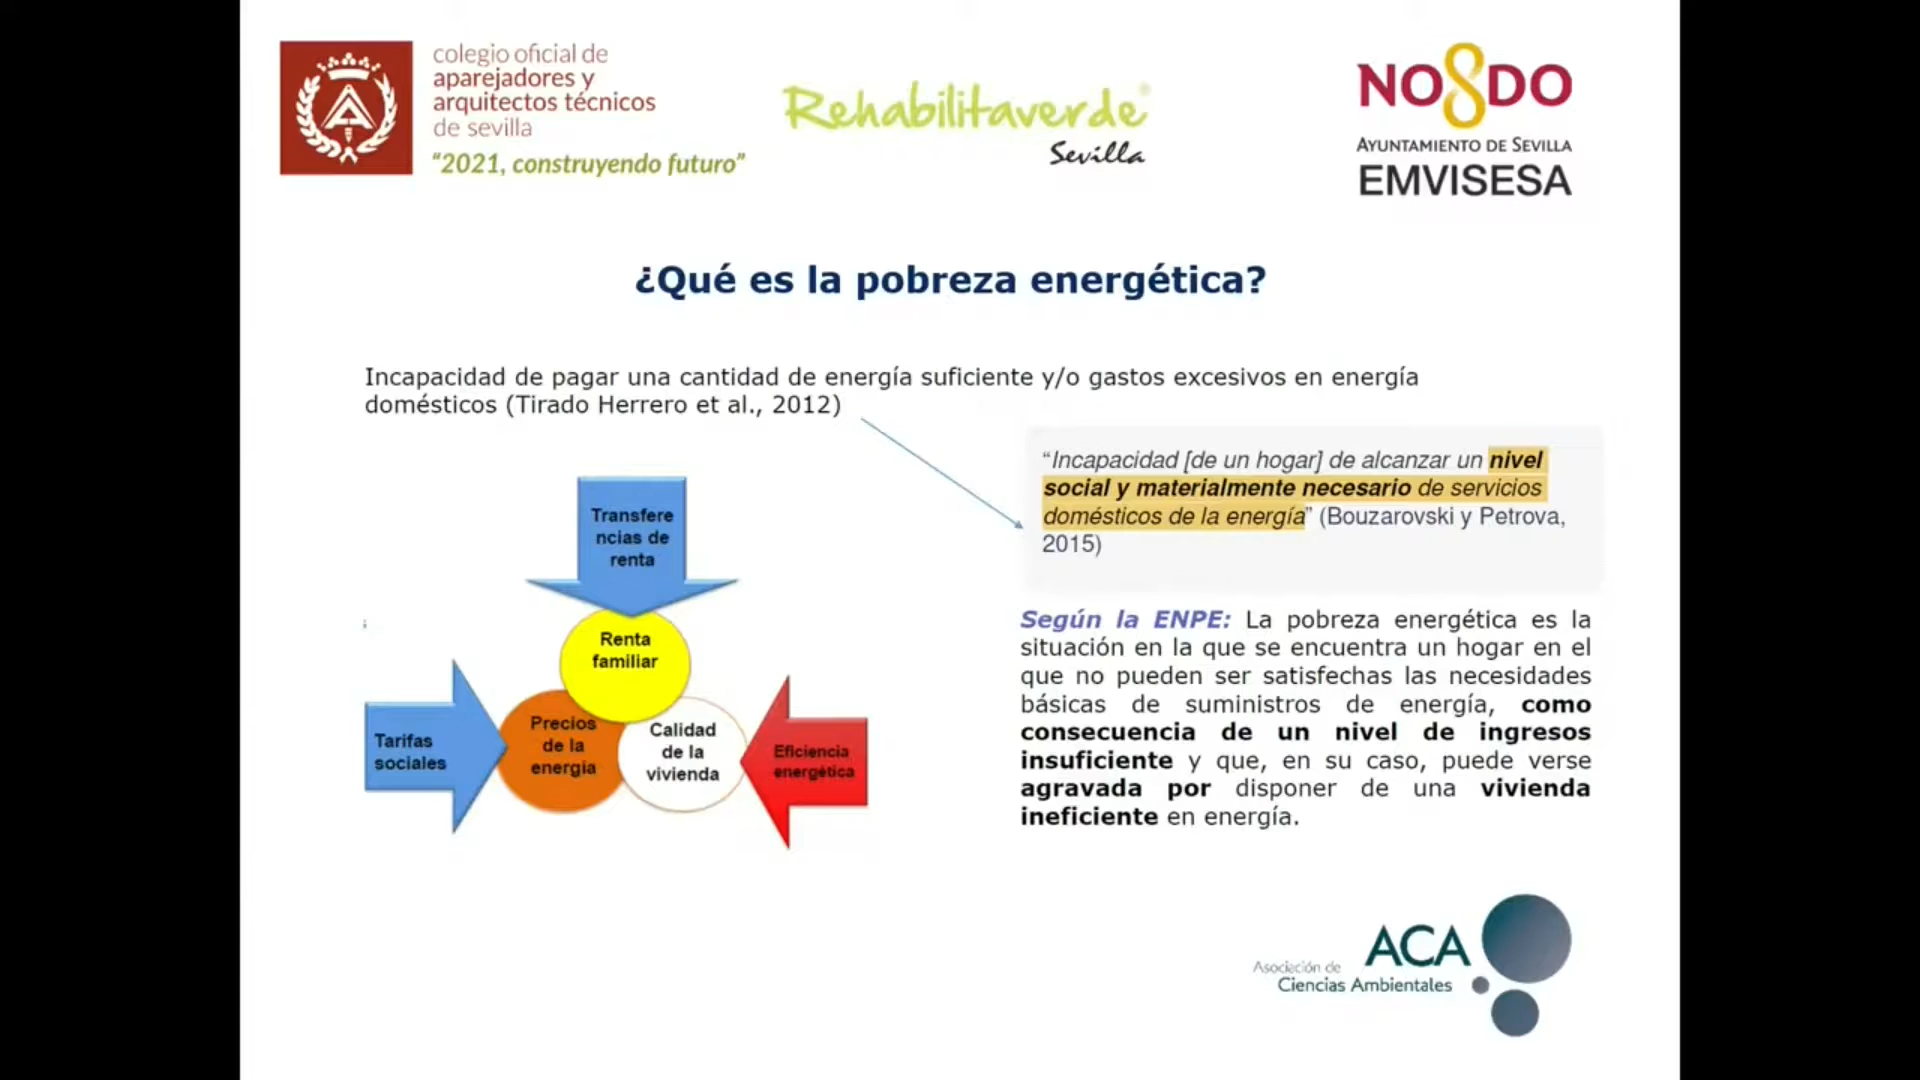 colegio oficial de
aparejadores y
arquitectos técnicos
de sevilla
“2021, construyendo futuro”
Rehabilitaverde®
Sevilla
NO8DO
AYUNTAMIENTO DE SEVILLA
EMVISESA
¿Qué es la pobreza energética?
Incapacidad de pagar una cantidad de energía suficiente y/o gastos excesivos en energía
domésticos (Tirado Herrero et al., 2012)
“Incapacidad [de un hogar] de alcanzar un nivel
social y materialmente necesario de servicios
domésticos de la energía” (Bouzarovski y Petrova,
2015)
Transfere
ncias de
renta
Renta
familiar
Tarifas
sociales
Precios
de la
energía
Calidad
de la
vivienda
Eficiencia
energética
Según la ENPE: La pobreza energética es la
situación en la que se encuentra un hogar en el
que no pueden ser satisfechas las necesidades
básicas de suministros de energía, como
consecuencia de un nivel de ingresos
insuficiente y que, en su caso, puede verse
agravada por disponer de una vivienda
ineficiente en energía.
ACA
Asociación de
Ciencias Ambientales